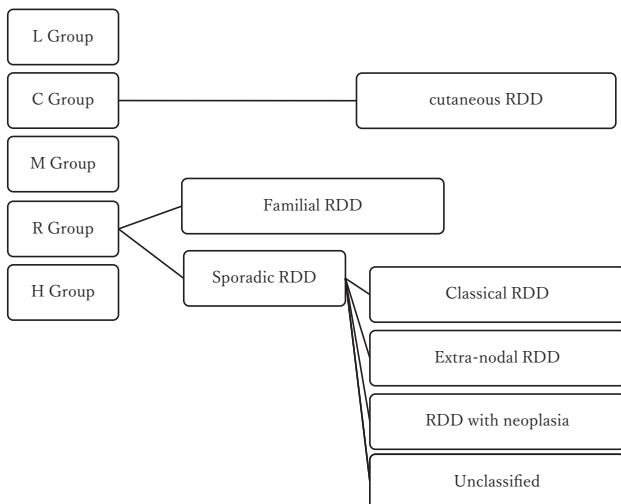 L Group
C Group
cutaneous RDD
M Group
Familial RDD
R Group
Sporadic RDD
H Group
Classical RDD
Extra-nodal RDD
RDD with neoplasia
Unclassified